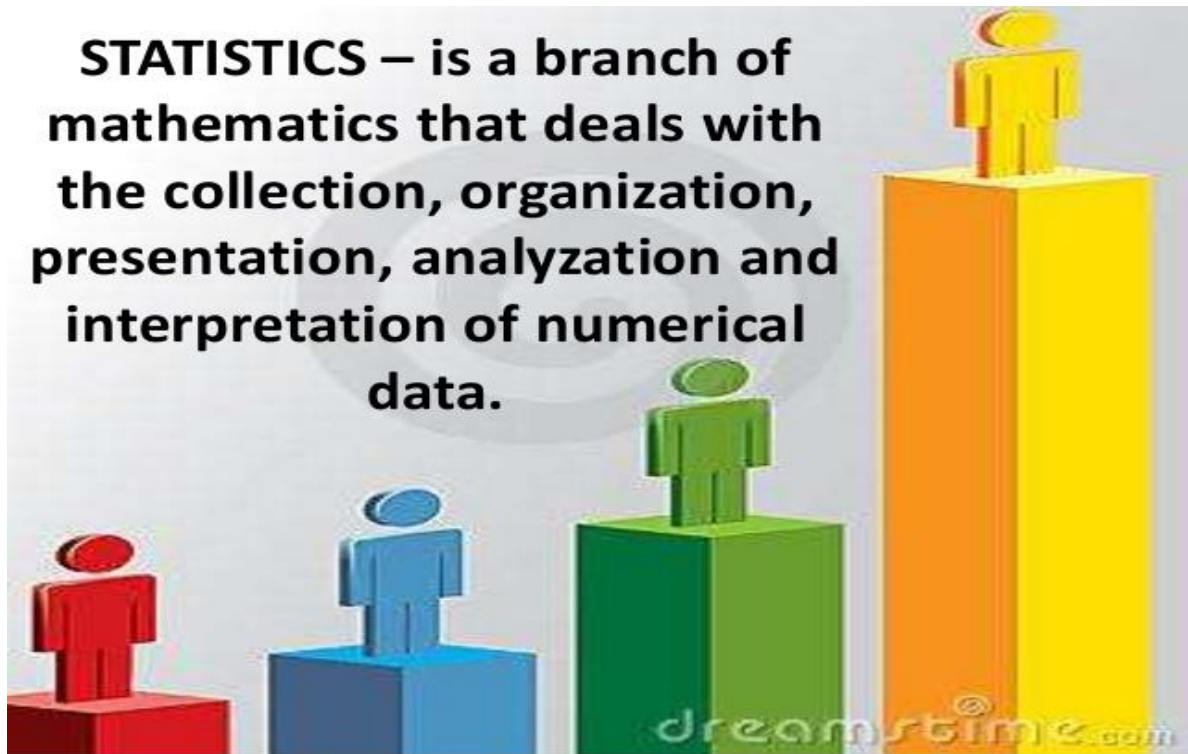 STATISTICS – is a branch of
mathematics that deals with
the collection, organization,
presentation, analyzation and
interpretation of numerical
data.
dreamstime.com